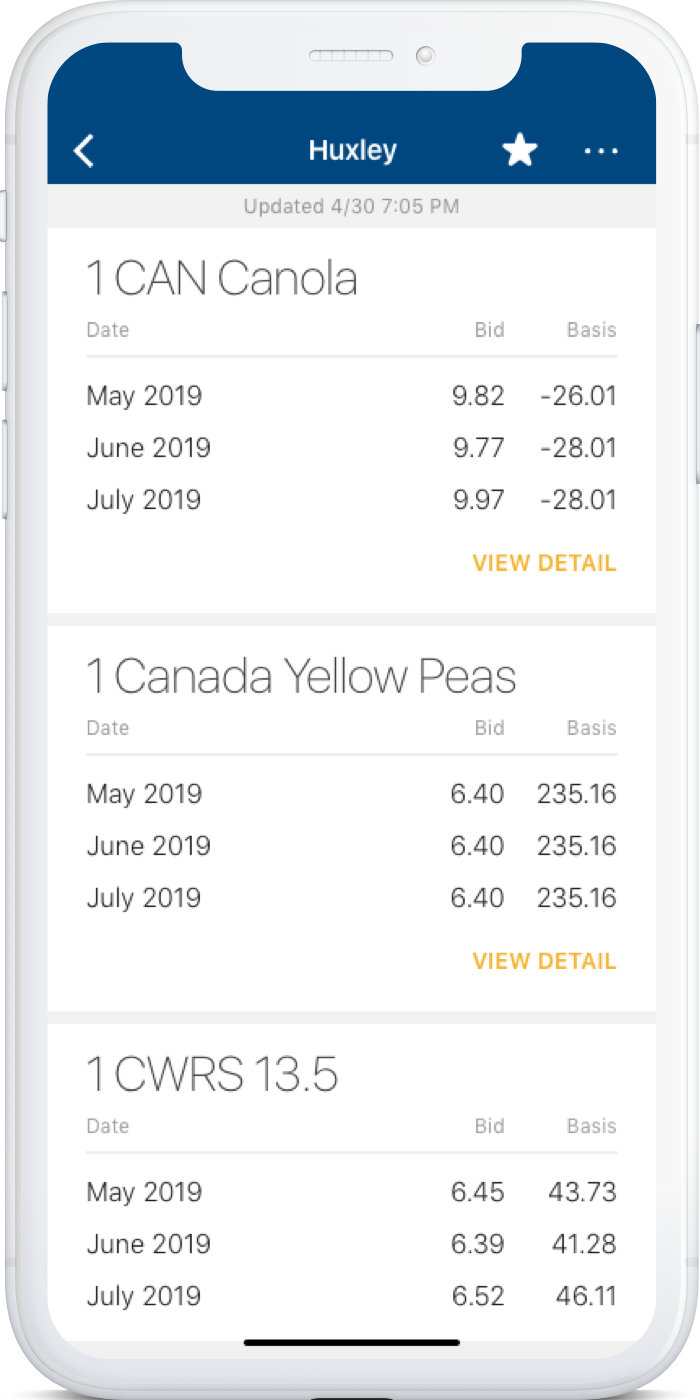 Huxley
Updated 4/30 7:05 PM
1 CAN Canola
Date Bid Basis
May 2019 9.82 -26.01
June 2019 9.77 -28.01
July 2019 9.97 -28.01
VIEW DETAIL
1 Canada Yellow Peas
Date Bid Basis
May 2019 6.40 235.16
June 2019 6.40 235.16
July 2019 6.40 235.16
VIEW DETAIL
1 CWRS 13.5
Date Bid Basis
May 2019 6.45 43.73
June 2019 6.39 41.28
July 2019 6.52 46.11